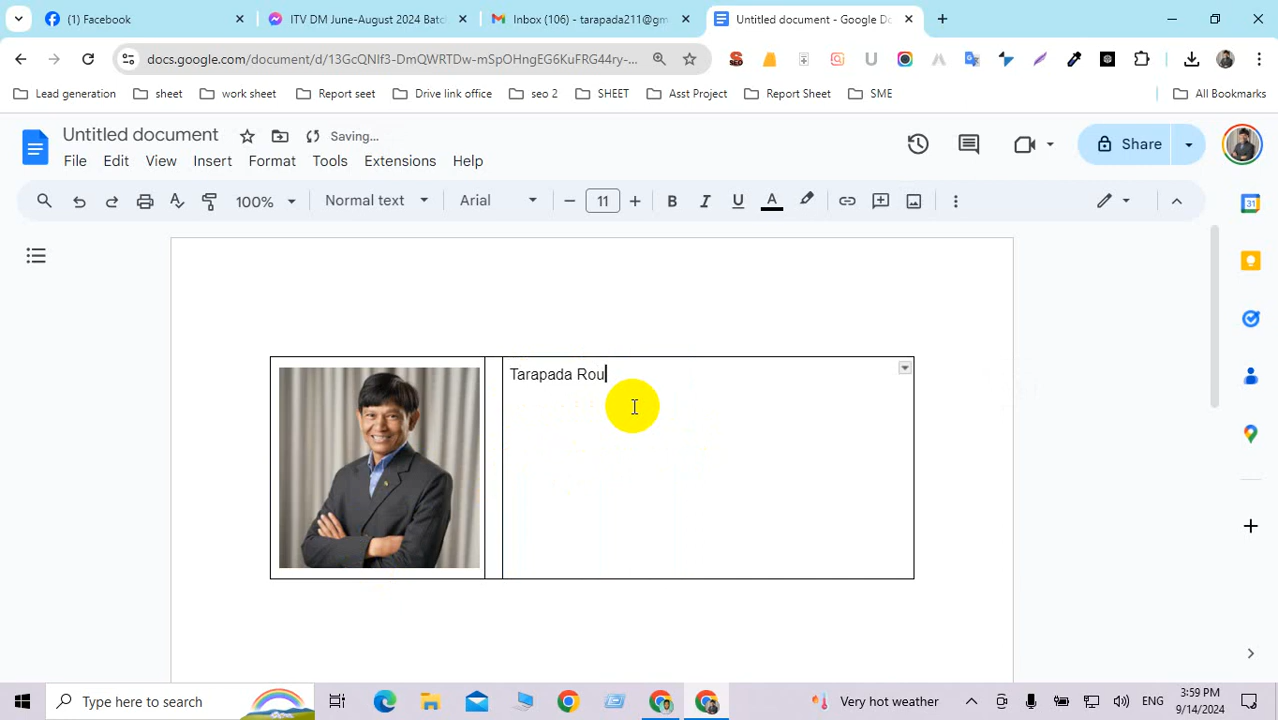 (1) Facebook
ITV DM June-August 2024 Batc
Inbox (106) - tarapada211@gm
Untitled document - Google Do
docs.google.com/document/d/13GcQNIf3-DmQWRTDw-mSpOHngEG6KuFRG44ry-...
Lead generation
sheet
work sheet
Report seet
Drive link office
seo 2
SHEET
Asst Project
Report Sheet
SME
All Bookmarks
Untitled document
Saving...
File Edit View Insert Format Tools Extensions Help
Share
100%
Normal text
Arial
11
B I U A
31
Tarapada Rou
Type here to search
Very hot weather
ENG
3:59 PM
9/14/2024